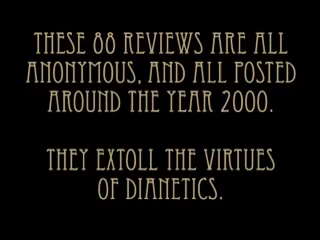 THESE 88 REVIEWS ARE ALL
ANONYMOUS, AND ALL POSTED
AROUND THE YEAR 2000.
THEY EXTOLL THE VIRTUES
OF DIANETICS.